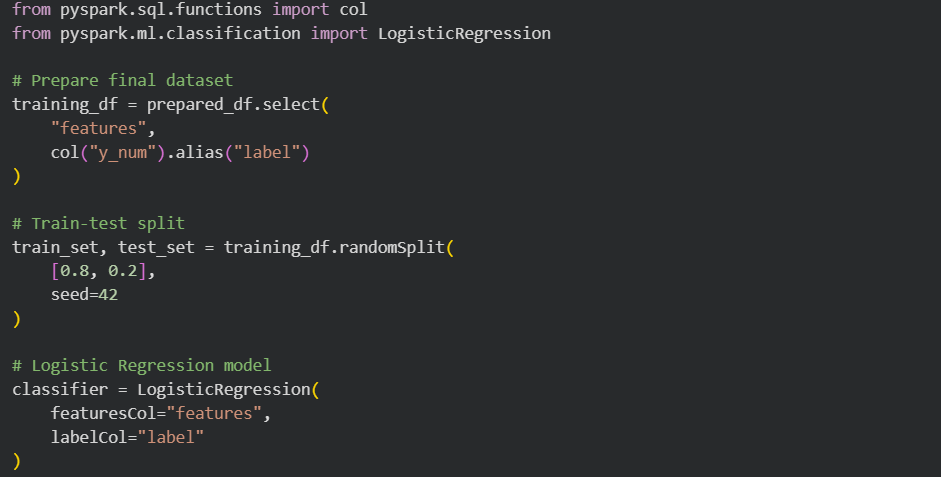 from pyspark.sql.functions import col
from pyspark.ml.classification import LogisticRegression

# Prepare final dataset
training_df = prepared_df.select(
    "features",
    col("y_num").alias("label")
)

# Train-test split
train_set, test_set = training_df.randomSplit(
    [0.8, 0.2],
    seed=42
)

# Logistic Regression model
classifier = LogisticRegression(
    featuresCol="features",
    labelCol="label"
)